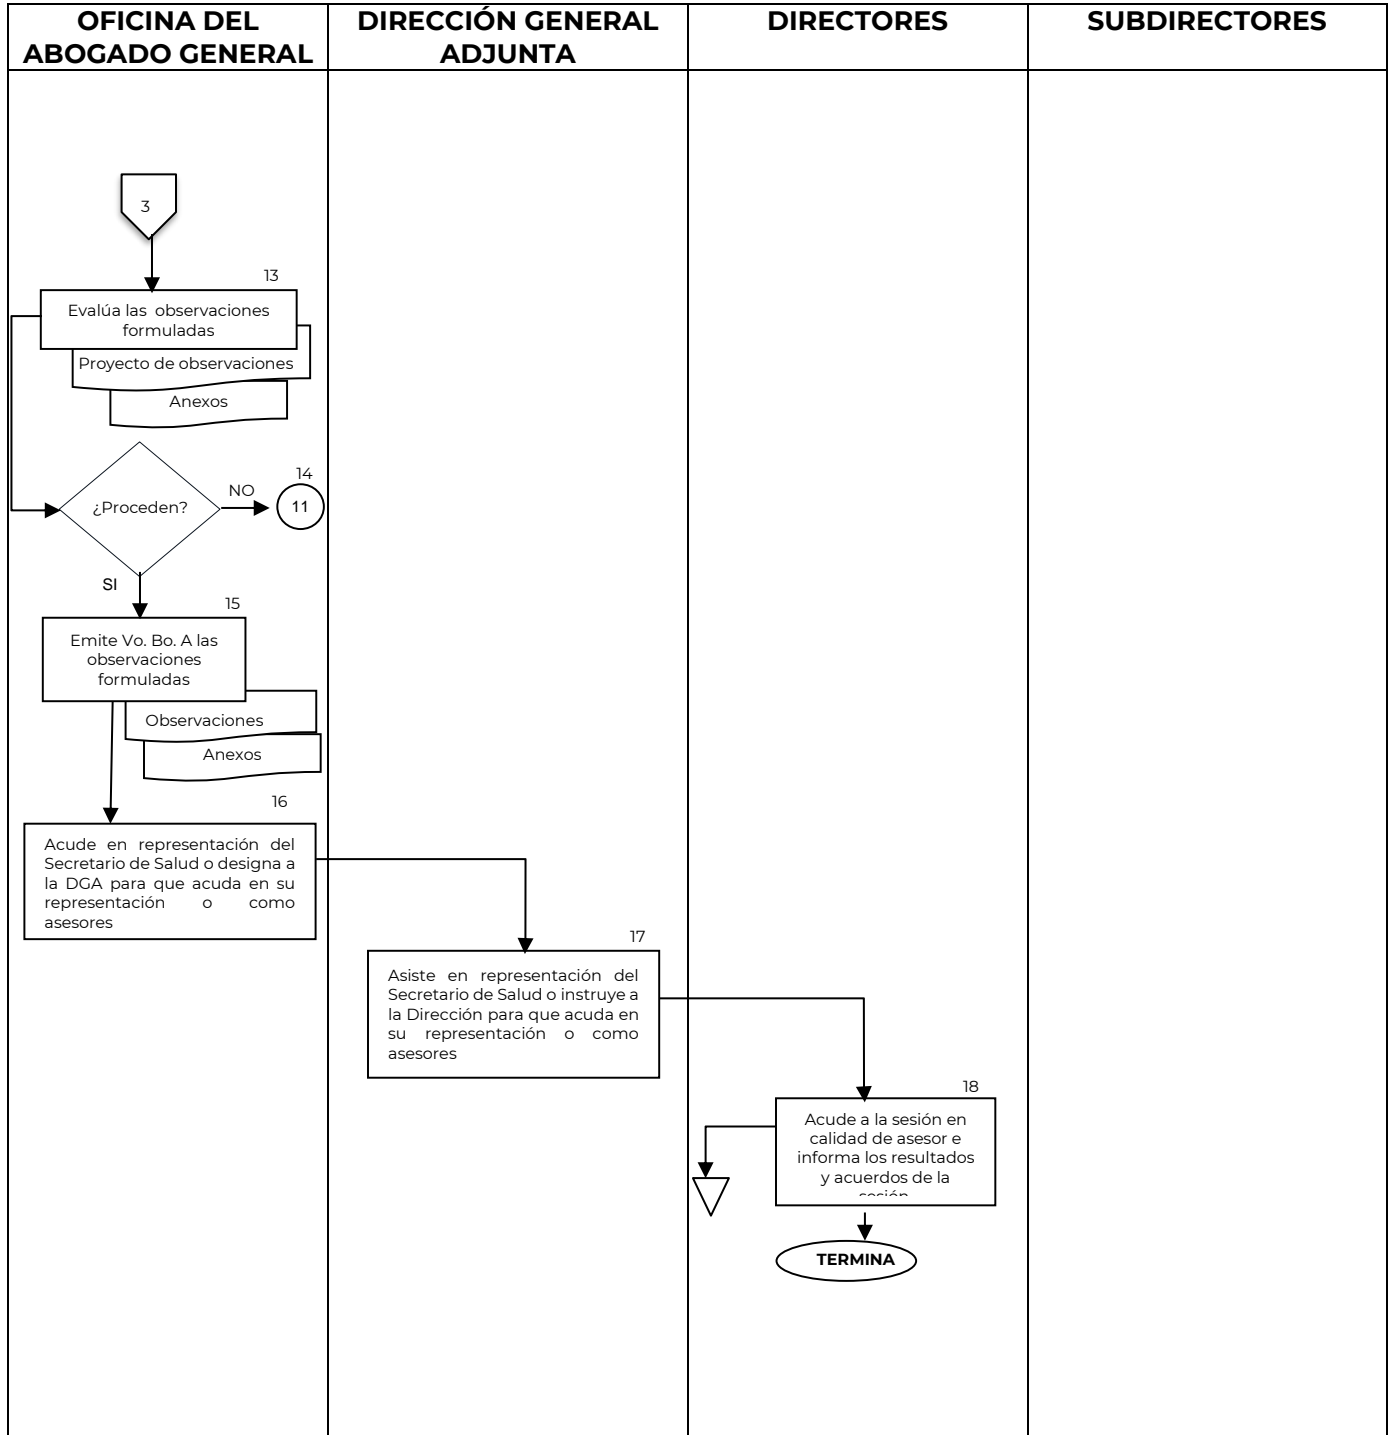 OFICINA DEL
ABOGADO GENERAL
DIRECCIÓN GENERAL
ADJUNTA
DIRECTORES
SUBDIRECTORES
3
13
Evalúa las observaciones
formuladas
Proyecto de observaciones
Anexos
¿Proceden?
NO
14
11
SI
15
Emite Vo. Bo. A las
observaciones
formuladas
Observaciones
Anexos
16
Acude en representación del
Secretario de Salud o designa a
la DGA para que acuda en su
representación o como
asesores
17
Asiste en representación del
Secretario de Salud o instruye a
la Dirección para que acuda en
su representación o como
asesores
18
Acude a la sesión en
calidad de asesor e
informa los resultados
y acuerdos de la
sesión
TERMINA